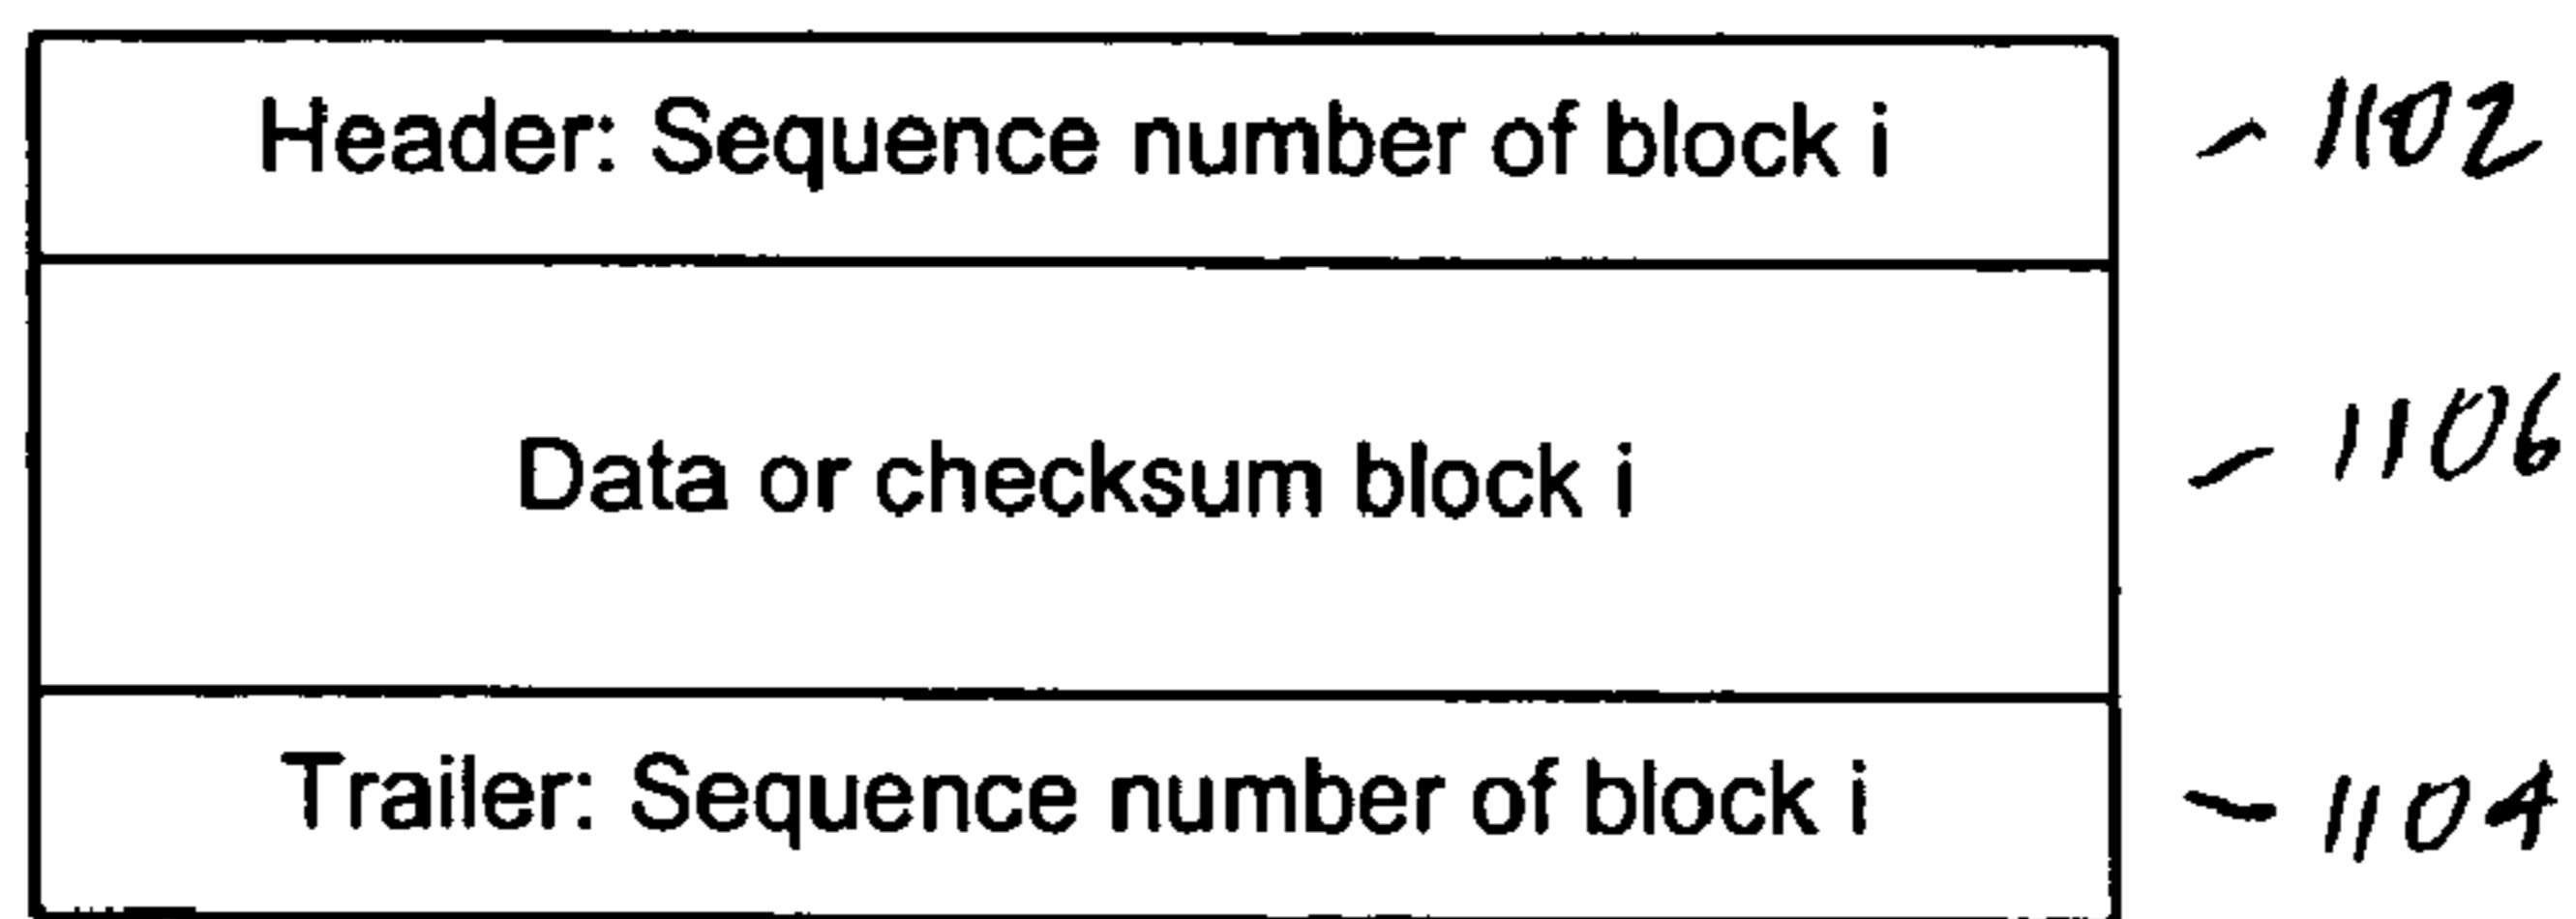 Header: Sequence number of block i - 1102
Data or checksum block i - 1106
Trailer: Sequence number of block i - 1104